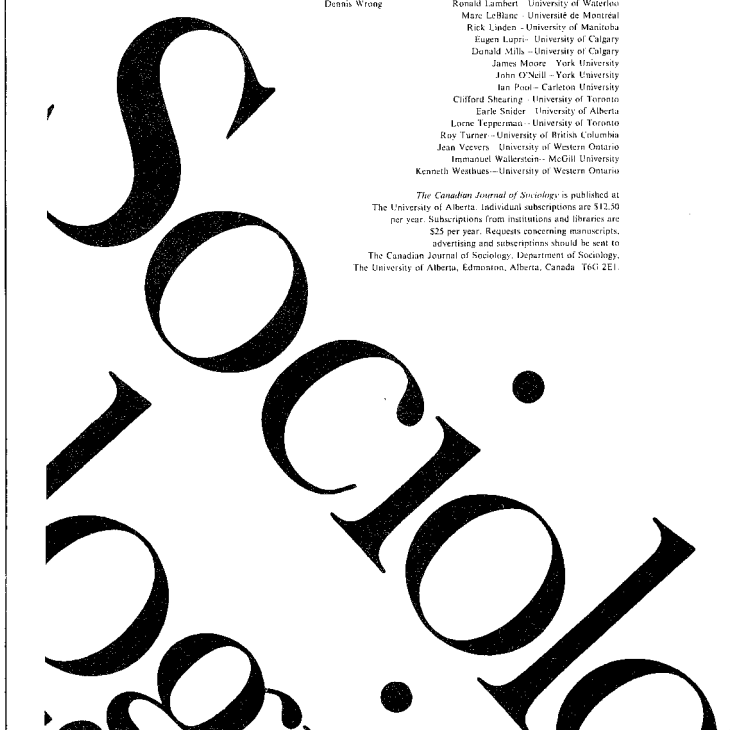 Dennis Wrong
Ronald Lambert University of Waterloo
Marc LeBlanc - Université de Montréal
Rick Linden - University of Manitoba
Eugen Lupri- University of Calgary
Donald Mills - University of Calgary
James Moore York University
John O'Neill - York University
Ian Pool - Carleton University
Clifford Shearing University of Toronto
Earle Snider University of Alberta
Lorne Tepperman - University of Toronto
Roy Turner - University of British Columbia
Jean Veevers University of Western Ontario
Immanuel Wallerstein - McGill University
Kenneth Westhues - University of Western Ontario
The Canadian Journal of Sociology is published at
The University of Alberta. Individual subscriptions are $12.50
per year. Subscriptions from institutions and libraries are
$25 per year. Requests concerning manuscripts,
advertising and subscriptions should be sent to
The Canadian Journal of Sociology, Department of Sociology,
The University of Alberta, Edmonton, Alberta, Canada T6G 2E1.
Sociolo
log